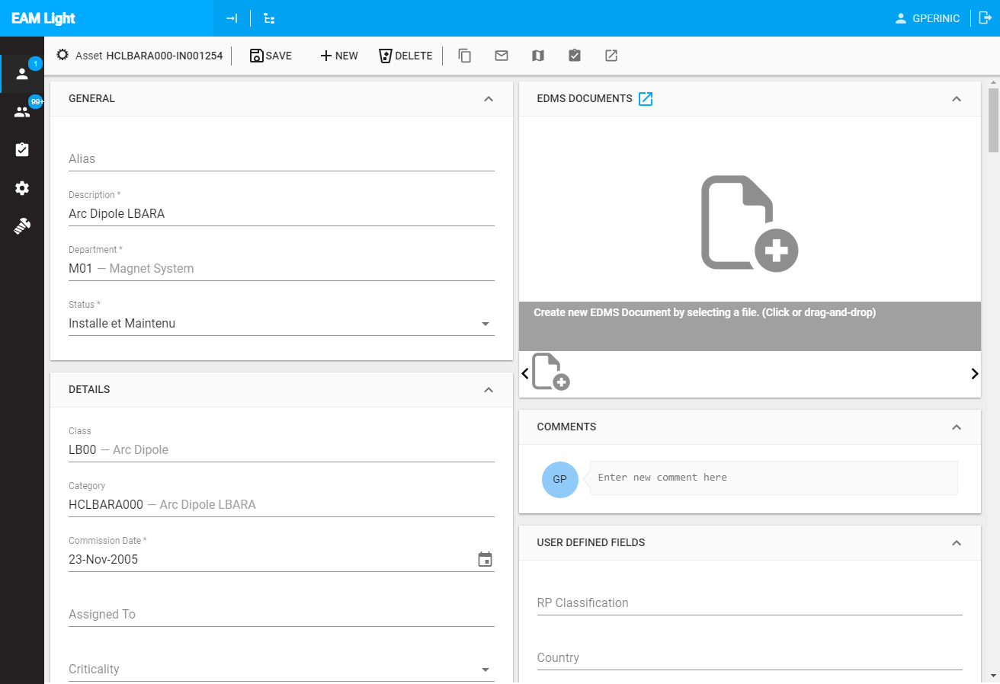 EAM Light
GPERINIC
1
99+
Asset HCLBARA000-IN001254
SAVE
NEW
DELETE
GENERAL
Alias
Description *
Arc Dipole LBARA
Department *
M01 — Magnet System
Status *
Installe et Maintenu
DETAILS
Class
LB00 — Arc Dipole
Category
HCLBARA000 — Arc Dipole LBARA
Commission Date *
23-Nov-2005
Assigned To
Criticality
EDMS DOCUMENTS
Create new EDMS Document by selecting a file. (Click or drag-and-drop)
COMMENTS
GP
Enter new comment here
USER DEFINED FIELDS
RP Classification
Country